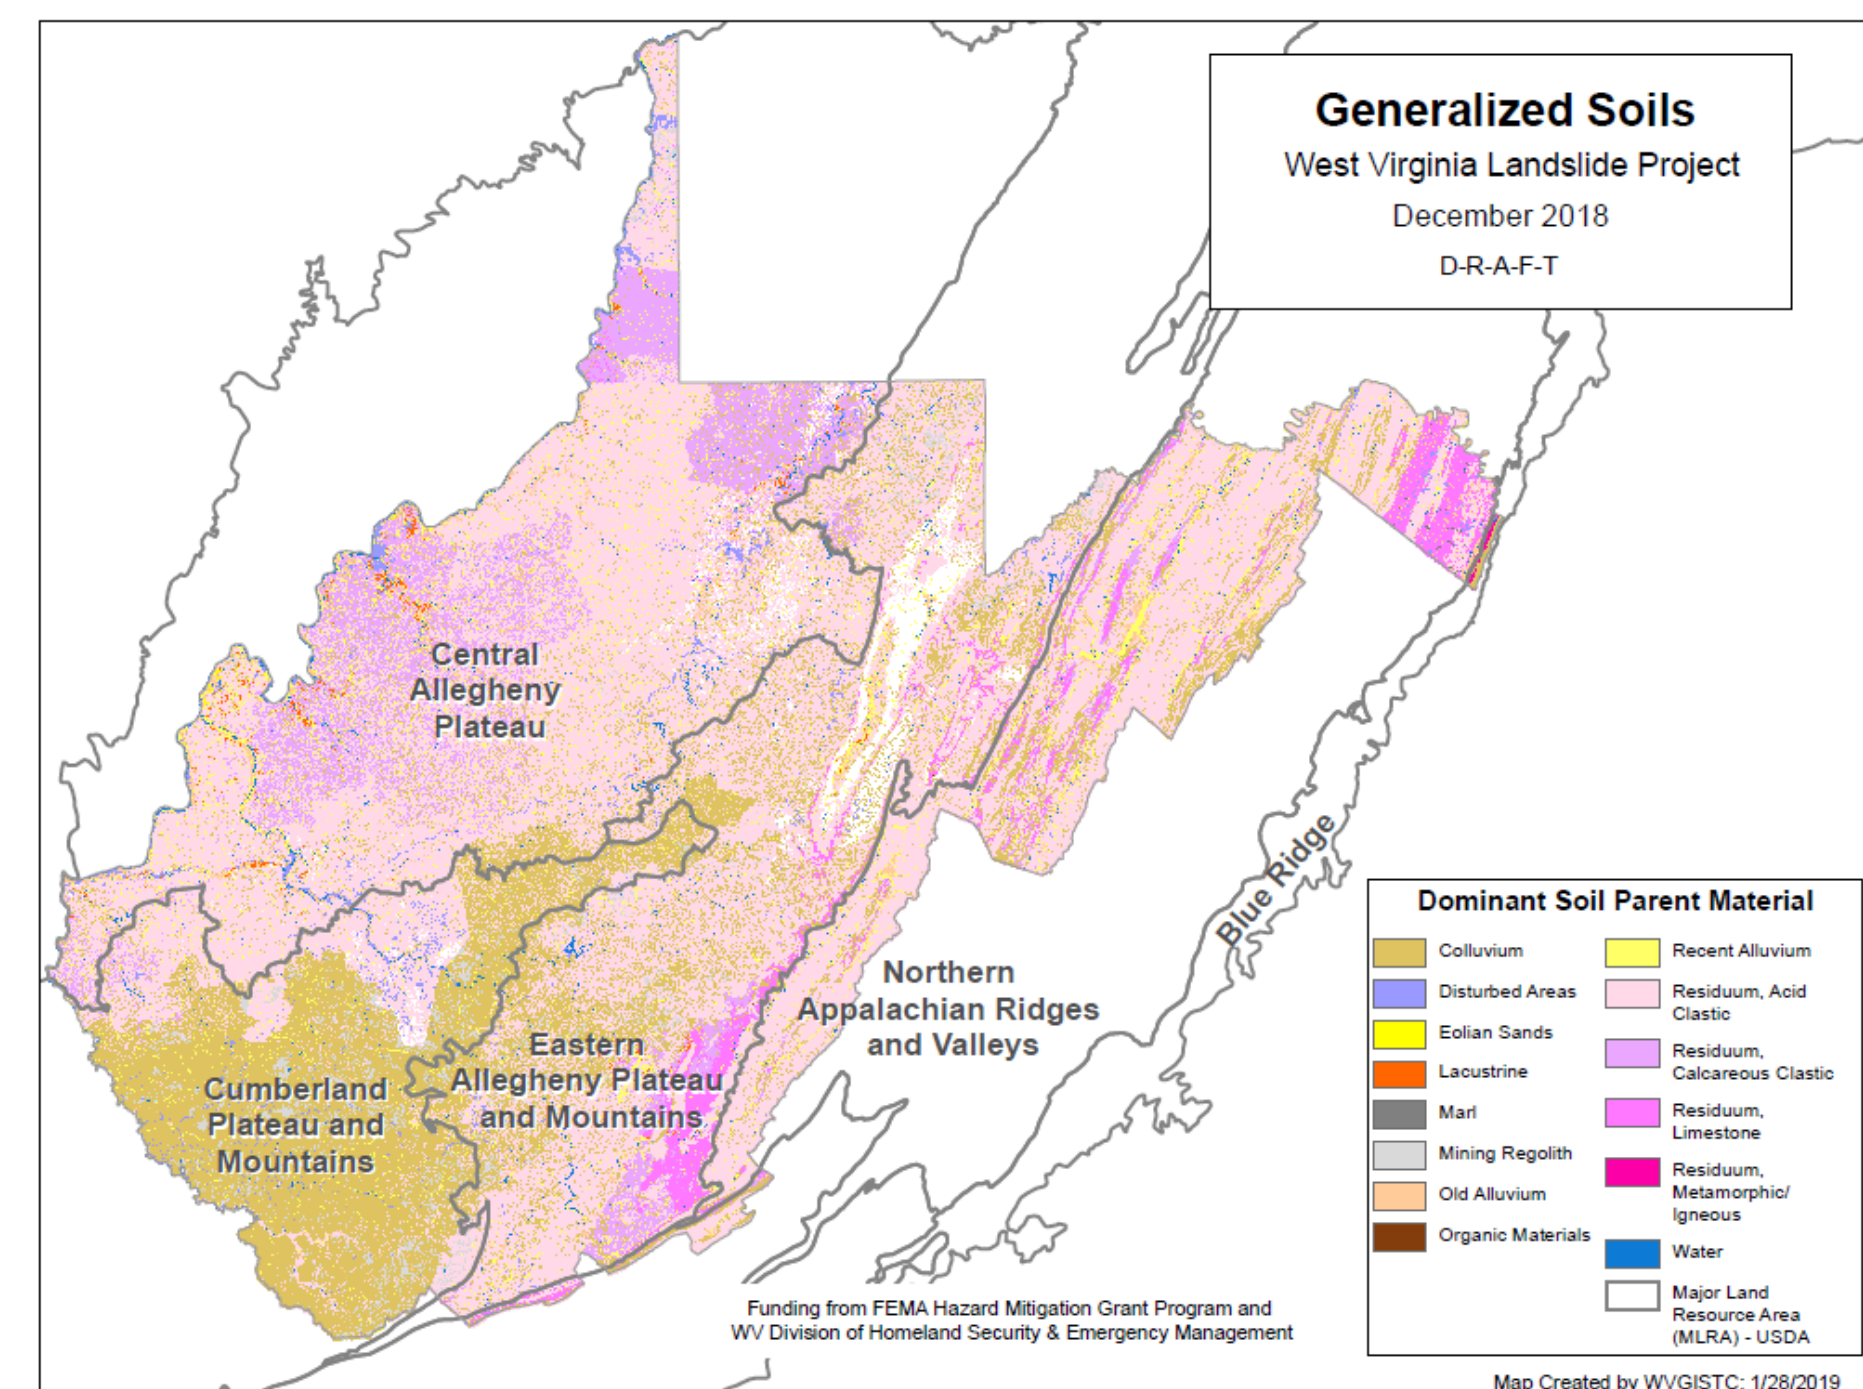 Generalized Soils
West Virginia Landslide Project
December 2018
D-R-A-F-T
Central
Allegheny
Plateau
Blue Ridge
Northern
Appalachian Ridges
and Valleys
Eastern
Allegheny Plateau
and Mountains
Cumberland
Plateau and
Mountains
Dominant Soil Parent Material
Colluvium
Disturbed Areas
Eolian Sands
Lacustrine
Marl
Mining Regolith
Old Alluvium
Organic Materials
Recent Alluvium
Residuum, Acid
Clastic
Residuum,
Calcareous Clastic
Residuum,
Limestone
Residuum,
Metamorphic/
Igneous
Water
Major Land
Resource Area
(MLRA) - USDA
Funding from FEMA Hazard Mitigation Grant Program and
WV Division of Homeland Security & Emergency Management
Map Created by WVGISTC: 1/28/2019